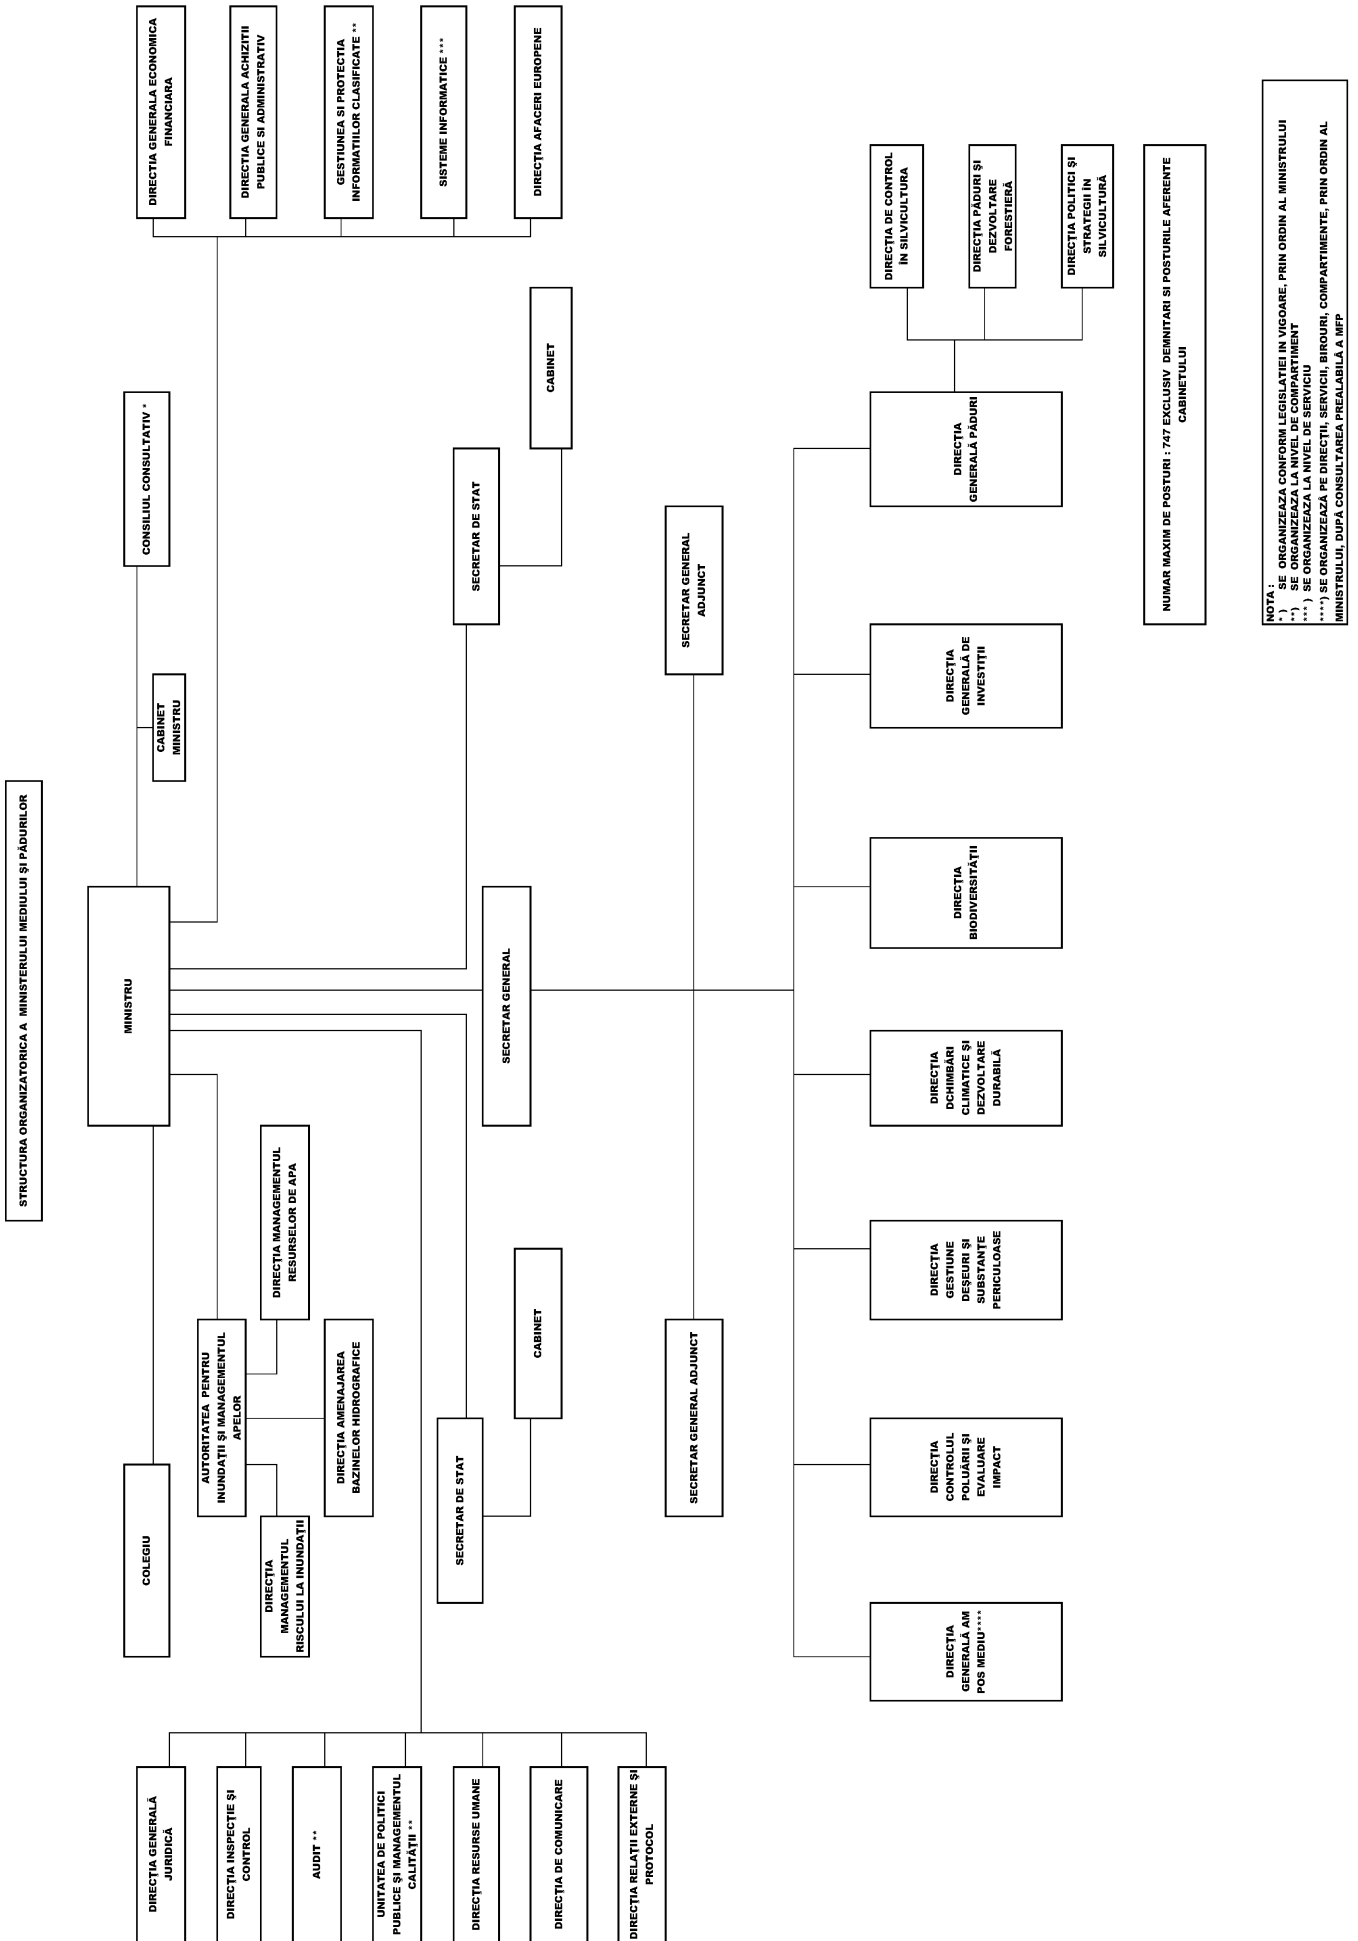 STRUCTURA ORGANIZATORICA A MINISTERULUI MEDIULUI ŞI PĂDURILOR
MINISTRU
COLEGIU
CABINET
MINISTRU
CONSILIUL CONSULTATIV *
DIRECŢIA GENERALĂ
JURIDICĂ
DIRECŢIA INSPECŢIE ŞI
CONTROL
AUDIT **
UNITATEA DE POLITICI
PUBLICE ŞI MANAGEMENTUL
CALITĂŢII **
DIRECŢIA RESURSE UMANE
DIRECŢIA DE COMUNICARE
DIRECŢIA RELAŢII EXTERNE ŞI
PROTOCOL
AUTORITATEA PENTRU
INUNDAŢII ŞI MANAGEMENTUL
APELOR
DIRECŢIA
MANAGEMENTUL
RISCULUI LA INUNDAŢII
DIRECŢIA AMENAJAREA
BAZINELOR HIDROGRAFICE
DIRECŢIA MANAGEMENTUL
RESURSELOR DE APA
DIRECTIA GENERALA ECONOMICA
FINANCIARA
DIRECTIA GENERALA ACHIZITII
PUBLICE SI ADMINISTRATIV
GESTIUNEA SI PROTECTIA
INFORMATIILOR CLASIFICATE **
SISTEME INFORMATICE ***
DIRECŢIA AFACERI EUROPENE
SECRETAR DE STAT
CABINET
SECRETAR GENERAL
SECRETAR DE STAT
CABINET
SECRETAR GENERAL ADJUNCT
SECRETAR GENERAL
ADJUNCT
DIRECŢIA
GENERALĂ AM
POS MEDIU****
DIRECŢIA
CONTROLUL
POLUĂRII ŞI
EVALUARE
IMPACT
DIRECŢIA
GESTIUNE
DEŞEURI ŞI
SUBSTANŢE
PERICULOASE
DIRECŢIA
DCHIMBĂRI
CLIMATICE ŞI
DEZVOLTARE
DURABILĂ
DIRECŢIA
BIODIVERSITĂŢII
DIRECŢIA
GENERALĂ DE
INVESTIŢII
DIRECŢIA
GENERALĂ PĂDURI
DIRECŢIA DE CONTROL
ÎN SILVICULTURA
DIRECŢIA PĂDURI ŞI
DEZVOLTARE
FORESTIERĂ
DIRECŢIA POLITICI ŞI
STRATEGII ÎN
SILVICULTURĂ
NUMAR MAXIM DE POSTURI : 747 EXCLUSIV DEMNITARI SI POSTURILE AFERENTE
CABINETULUI
NOTA :
* ) SE ORGANIZEAZA CONFORM LEGISLATIEI IN VIGOARE, PRIN ORDIN AL MINISTRULUI
**) SE ORGANIZEAZA LA NIVEL DE COMPARTIMENT
*** ) SE ORGANIZEAZA LA NIVEL DE SERVICIU
****) SE ORGANIZEAZĂ PE DIRECŢII, SERVICII, BIROURI, COMPARTIMENTE, PRIN ORDIN AL
MINISTRULUI, DUPĂ CONSULTAREA PREALABILĂ A MFP